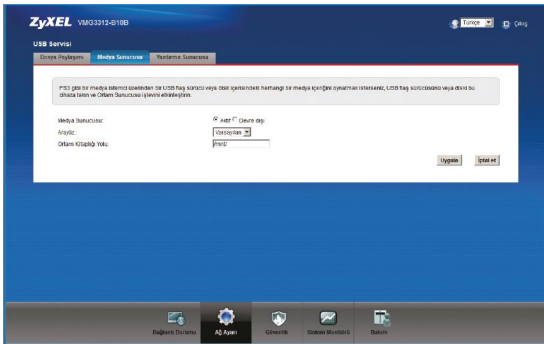 ZyXEL VMG3312-B10B
Türkçe Çıkış
USB Servisi
Dosya Paylaşımı Medya Sunucusu Yazdırma Sunucusu
PS3 gibi bir medya istemci üzerinden bir USB flaş sürücü veya disk içerisindeki herhangi bir medya içeriğini oynatmak isterseniz, USB flaş sürücüsünü veya diski bu
cihaza takın ve Ortam Sunucusu işlevini etkinleştirin.
Medya Sunucusu: Aktif Devre dışı
Arayüz: Varsayılan
Ortam Kitaplığı Yolu: /mnt/
Uygula İptal et
Bağlantı Durumu Ağ Ayarı Güvenlik Sistem Monitörü Bakım